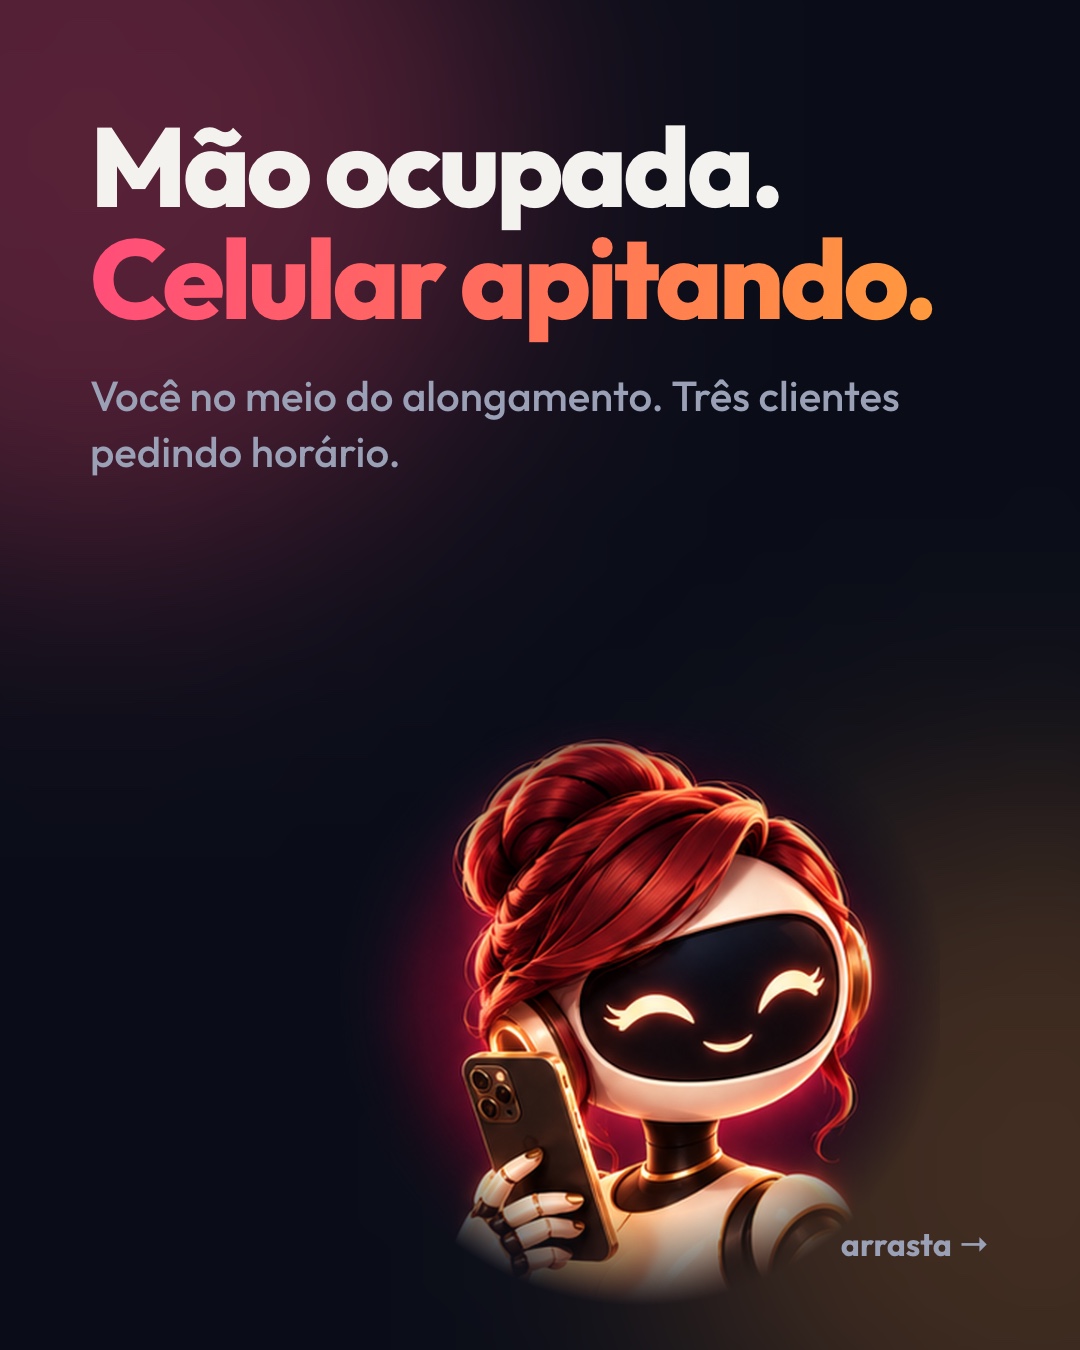 Mão ocupada.
Celular apitando.
Você no meio do alongamento. Três clientes
pedindo horário.
arrasta →